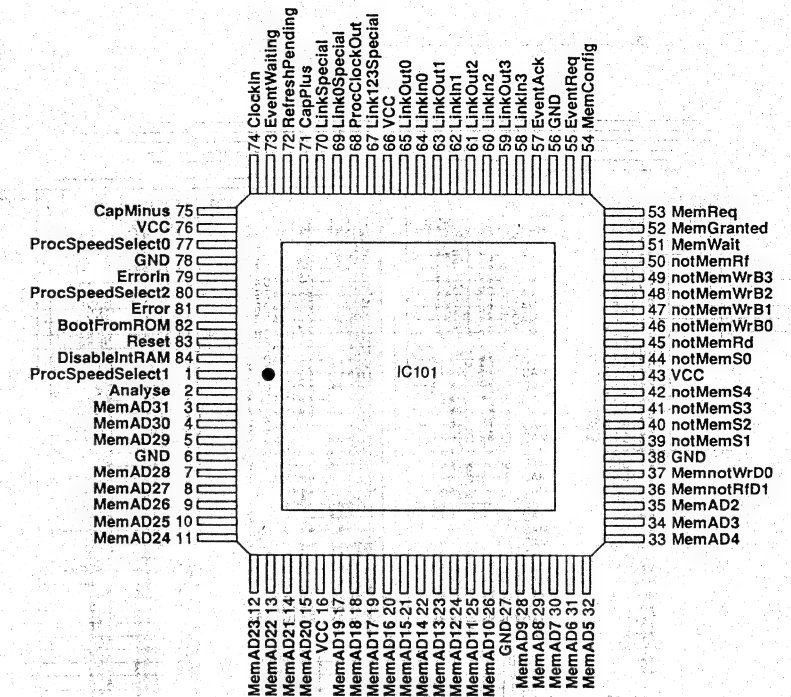 74 ClockIn
73 EventWaiting
72 RefreshPending
71 CapPlus
70 LinkSpecial
69 Link0Special
68 ProcClockOut
67 Link123Special
66 VCC
65 LinkOut0
64 LinkIn0
63 LinkOut1
62 LinkIn1
61 LinkOut2
60 LinkIn2
59 LinkOut3
58 LinkIn3
57 EventAck
56 GND
55 EventReq
54 MemConfig
CapMinus 75
VCC 76
ProcSpeedSelect0 77
GND 78
ErrorIn 79
ProcSpeedSelect2 80
Error 81
BootFromROM 82
Reset 83
DisableIntRAM 84
ProcSpeedSelect1 1
Analyse 2
MemAD31 3
MemAD30 4
MemAD29 5
GND 6
MemAD28 7
MemAD27 8
MemAD26 9
MemAD25 10
MemAD24 11
IC101
53 MemReq
52 MemGranted
51 MemWait
50 notMemRf
49 notMemWrB3
48 notMemWrB2
47 notMemWrB1
46 notMemWrB0
45 notMemRd
44 notMemS0
43 VCC
42 notMemS4
41 notMemS3
40 notMemS2
39 notMemS1
38 GND
37 MemnotWrD0
36 MemnotRfD1
35 MemAD2
34 MemAD3
33 MemAD4
MemAD23 12
MemAD22 13
MemAD21 14
MemAD20 15
VCC 16
MemAD19 17
MemAD18 18
MemAD17 19
MemAD16 20
MemAD15 21
MemAD14 22
MemAD13 23
MemAD12 24
MemAD11 25
MemAD10 26
GND 27
MemAD9 28
MemAD8 29
MemAD7 30
MemAD6 31
MemAD5 32